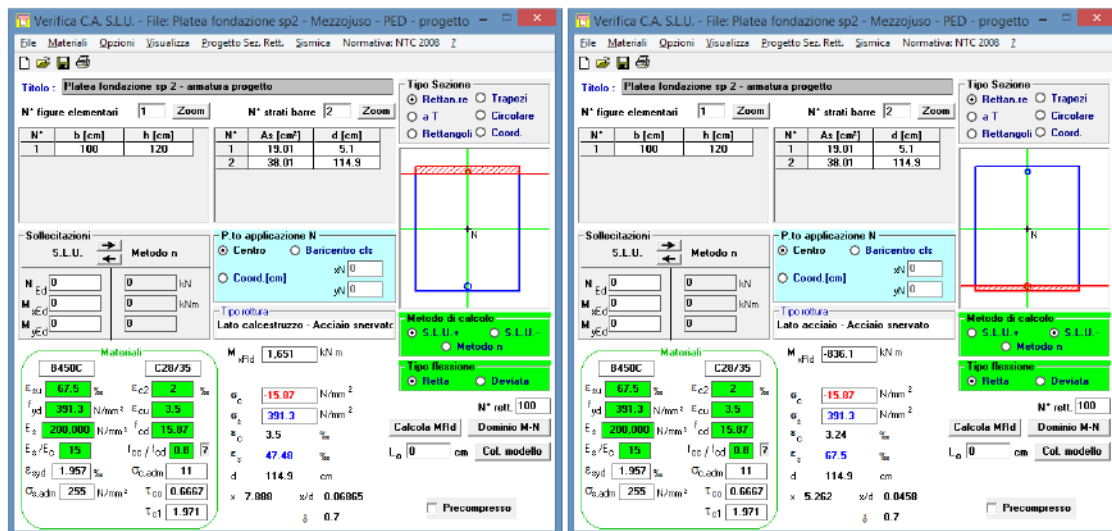 Verifica C.A. S.L.U. - File: Platea fondazione sp2 - Mezzojuso - PED - progetto
File Materiali Opzioni Visualizza Progetto Sez. Rett. Sismica Normativa: NTC 2008 ?
Titolo : Platea fondazione sp 2 - armatura progetto
N° figure elementari 1 Zoom N° strati barre 2 Zoom
N° b [cm] h [cm]
1 100 120
N° As [cm²] d [cm]
1 19.01 5.1
2 38.01 114.9
Tipo Sezione
Rettan.re Trapezi
a T Circolare
Rettangoli Coord.
N
Sollecitazioni
S.L.U. Metodo n
N Ed 0 0 kN
M xEd 0 0 kNm
M yEd 0 0
P.to applicazione N
Centro Baricentro cls
Coord.[cm] xN 0
yN 0
Tipo rottura
Lato calcestruzzo - Acciaio snervato
Metodo di calcolo
S.L.U.+ S.L.U.-
Metodo n
Tipo flessione
Retta Deviata
Materiali
B450C C28/35
εsu 67.5 ‰ εc2 2 ‰
fyd 391.3 N/mm² εcu 3.5
Es 200,000 N/mm² fcd 15.87
Es/Ec 15 fcc / fcd 0.8 ?
εsyd 1.957 ‰ σc,adm 11
σs,adm 255 N/mm² τco 0.6667
τc1 1.971
M xRd 1,651 kN m
σc -15.87 N/mm²
σs 391.3 N/mm²
εc 3.5 ‰
εs 47.48 ‰
d 114.9 cm
x 7.888 x/d 0.06865
δ 0.7
N° rett. 100
Calcola MRd Dominio M-N
Lo 0 cm Col. modello
Precompresso
Verifica C.A. S.L.U. - File: Platea fondazione sp2 - Mezzojuso - PED - progetto
File Materiali Opzioni Visualizza Progetto Sez. Rett. Sismica Normativa: NTC 2008 ?
Titolo : Platea fondazione sp 2 - armatura progetto
N° figure elementari 1 Zoom N° strati barre 2 Zoom
N° b [cm] h [cm]
1 100 120
N° As [cm²] d [cm]
1 19.01 5.1
2 38.01 114.9
Tipo Sezione
Rettan.re Trapezi
a T Circolare
Rettangoli Coord.
N
Sollecitazioni
S.L.U. Metodo n
N Ed 0 0 kN
M xEd 0 0 kNm
M yEd 0 0
P.to applicazione N
Centro Baricentro cls
Coord.[cm] xN 0
yN 0
Tipo rottura
Lato acciaio - Acciaio snervato
Metodo di calcolo
S.L.U.+ S.L.U.-
Metodo n
Tipo flessione
Retta Deviata
Materiali
B450C C28/35
εsu 67.5 ‰ εc2 2 ‰
fyd 391.3 N/mm² εcu 3.5
Es 200,000 N/mm² fcd 15.87
Es/Ec 15 fcc / fcd 0.8 ?
εsyd 1.957 ‰ σc,adm 11
σs,adm 255 N/mm² τco 0.6667
τc1 1.971
M xRd -836.1 kN m
σc -15.87 N/mm²
σs 391.3 N/mm²
εc 3.24 ‰
εs 67.5 ‰
d 114.9 cm
x 5.262 x/d 0.0458
δ 0.7
N° rett. 100
Calcola MRd Dominio M-N
Lo 0 cm Col. modello
Precompresso